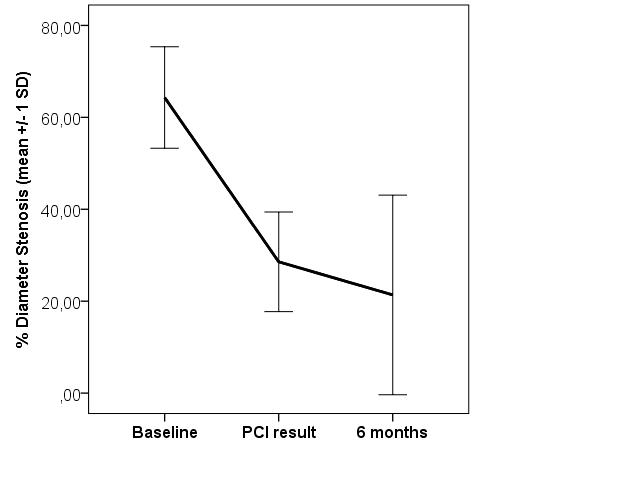 % Diameter Stenosis (mean +/- 1 SD)
80,00
60,00
40,00
20,00
,00
Baseline PCI result 6 months